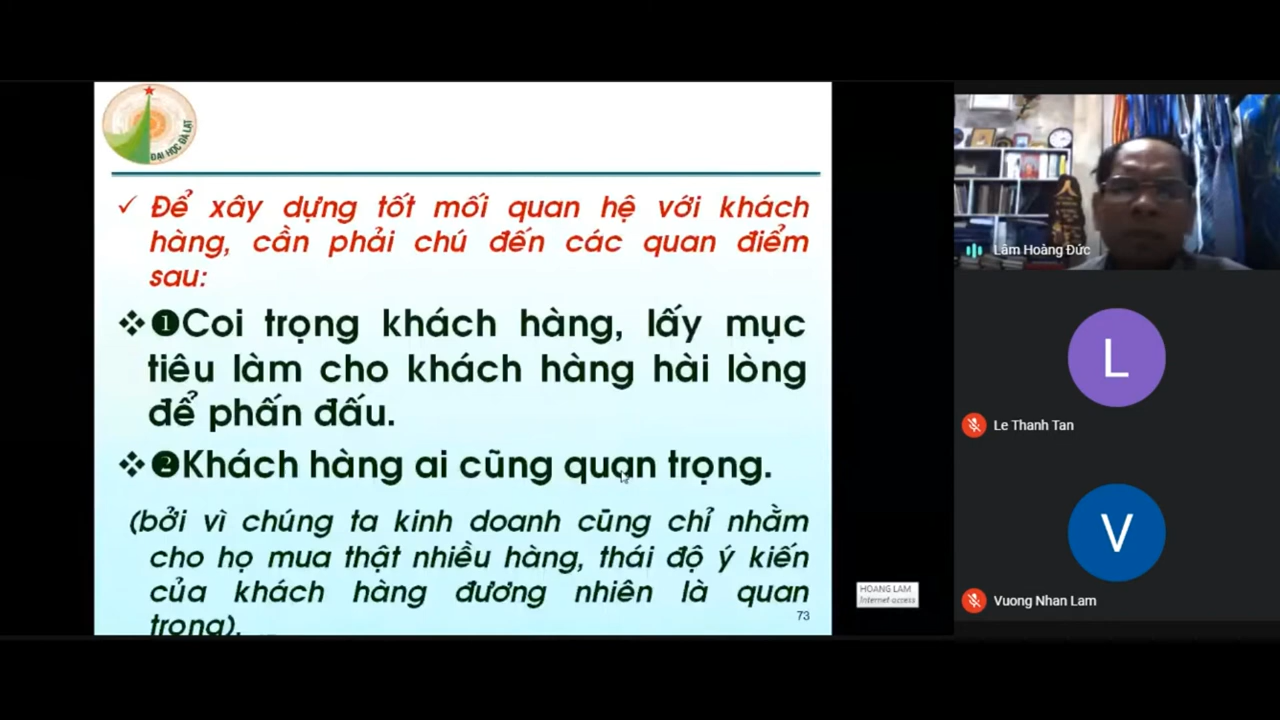 ĐẠI HỌC ĐÀ LẠT
✓ Để xây dựng tốt mối quan hệ với khách
hàng, cần phải chú đến các quan điểm
sau:
❖❶Coi trọng khách hàng, lấy mục
tiêu làm cho khách hàng hài lòng
để phấn đấu.
❖❷Khách hàng ai cũng quan trọng.
(bởi vì chúng ta kinh doanh cũng chỉ nhằm
cho họ mua thật nhiều hàng, thái độ ý kiến
của khách hàng đương nhiên là quan
trọng).
73
HOANG LAM
Internet access
Lâm Hoàng Đức
L
Le Thanh Tan
V
Vuong Nhan Lam